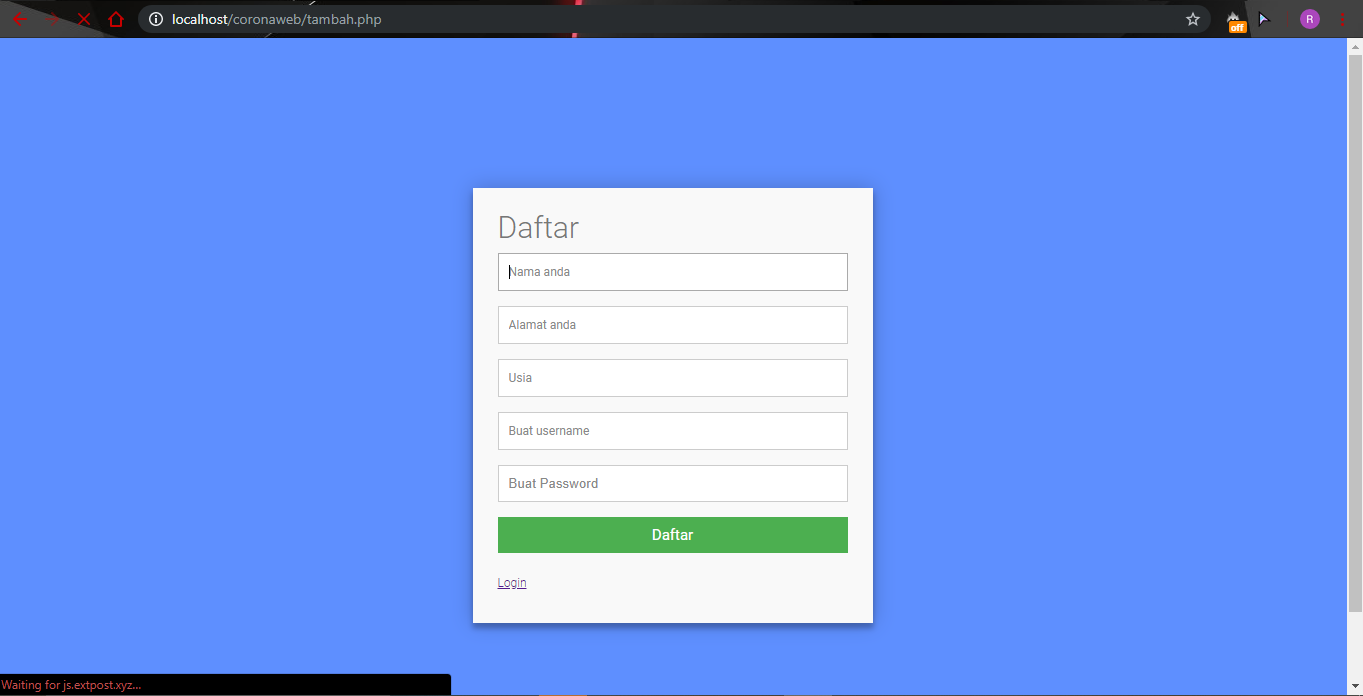 localhost/coronaweb/tambah.php
off
R
Daftar
Nama anda
Alamat anda
Usia
Buat username
Buat Password
Daftar
Login
Waiting for js.extpost.xyz...